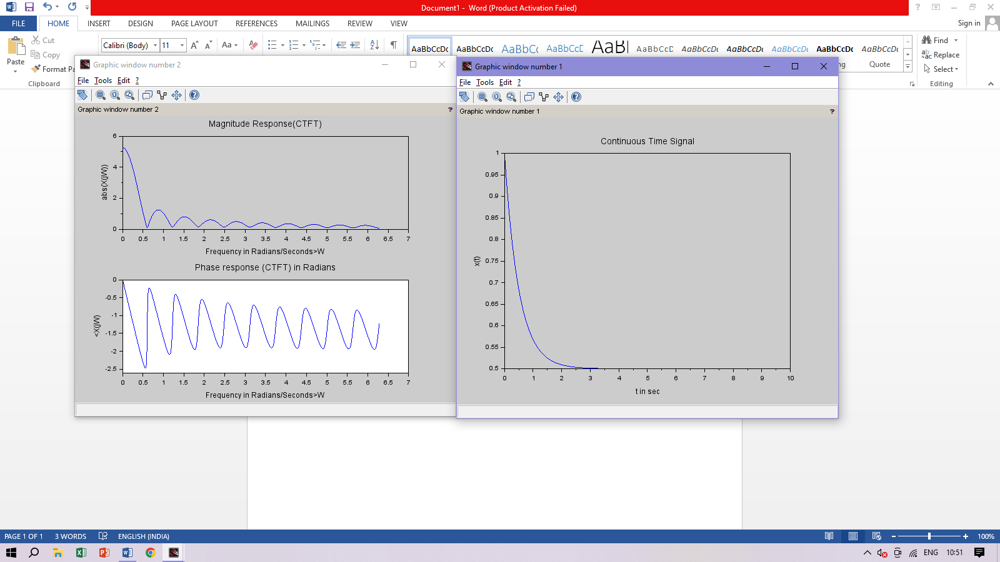 Document1 - Word (Product Activation Failed)
FILE HOME INSERT DESIGN PAGE LAYOUT REFERENCES MAILINGS REVIEW VIEW Sign in
Cut
Copy
Format Pa
Paste
Clipboard
Calibri (Body) 11 Aa
AaBbCcDc AaBbCcDc AaBbC( AaBbCcD AaB AaBbCcD AaBbCcDc AaBbCcDc AaBbCcDc AaBbCcDc AaBbCcDc
ng Quote
Find
Replace
Select
Editing
Graphic window number 2
File Tools Edit ?
Graphic window number 2 ?
Magnitude Response(CTFT)
abs(X(jW))
6
4
2
0
0 0.5 1 1.5 2 2.5 3 3.5 4 4.5 5 5.5 6 6.5 7
Frequency in Radians/Seconds>W
Phase response (CTFT) in Radians
<X(jW)
0
-0.5
-1
-1.5
-2
-2.5
0 0.5 1 1.5 2 2.5 3 3.5 4 4.5 5 5.5 6 6.5 7
Frequency in Radians/Seconds>W
Graphic window number 1
File Tools Edit ?
Graphic window number 1 ?
Continuous Time Signal
x(t)
1
0.95
0.9
0.85
0.8
0.75
0.7
0.65
0.6
0.55
0.5
0 1 2 3 4 5 6 7 8 9 10
t in sec
PAGE 1 OF 1 3 WORDS ENGLISH (INDIA) 100%
ENG 10:51